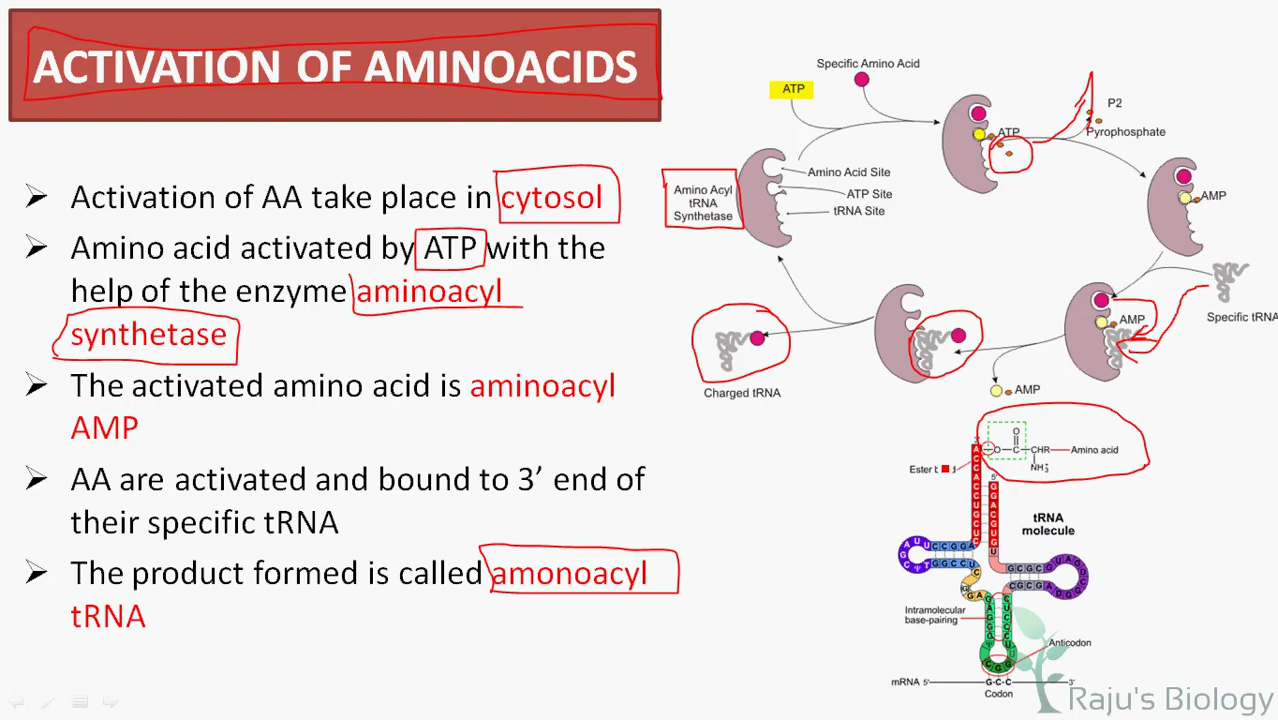 ACTIVATION OF AMINOACIDS
Activation of AA take place in cytosol
Amino acid activated by ATP with the
help of the enzyme aminoacyl
synthetase
The activated amino acid is aminoacyl
AMP
AA are activated and bound to 3’ end of
their specific tRNA
The product formed is called amonoacyl
tRNA
Specific Amino Acid
ATP
ATP
P2
Pyrophosphate
Amino Acid Site
ATP Site
tRNA Site
Amino Acyl
tRNA
Synthetase
AMP
AMP
Specific tRNA
AMP
Charged tRNA
O
O
C
CHR
Amino acid
NH
Ester
5'
tRNA
molecule
Intramolecular
base-pairing
Anticodon
mRNA 5'
G-C-C
3'
Codon
Raju's Biology